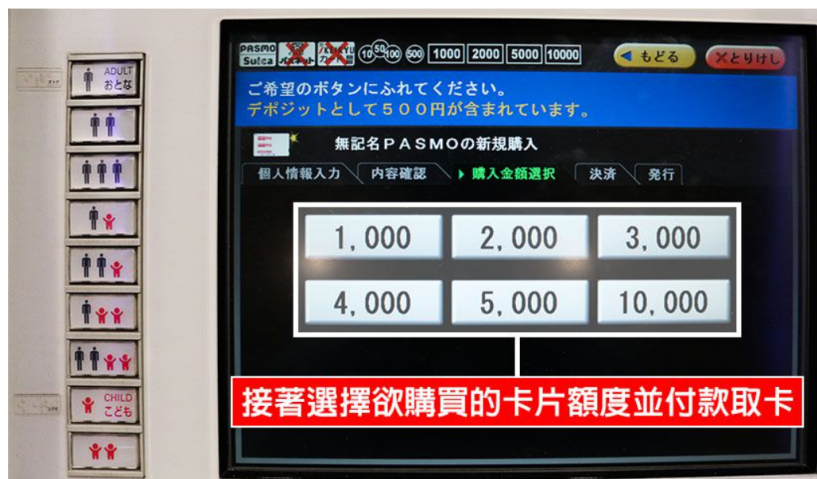 ADULT
おとな
CHILD
こども
PASMO
Suica
10 50 100 500 1000 2000 5000 10000
もどる
とりけし
ご希望のボタンにふれてください。
デポジットとして500円が含まれています。
無記名PASMOの新規購入
個人情報入力 内容確認 購入金額選択 決済 発行
1,000 2,000 3,000
4,000 5,000 10,000
接著選擇欲購買的卡片額度並付款取卡